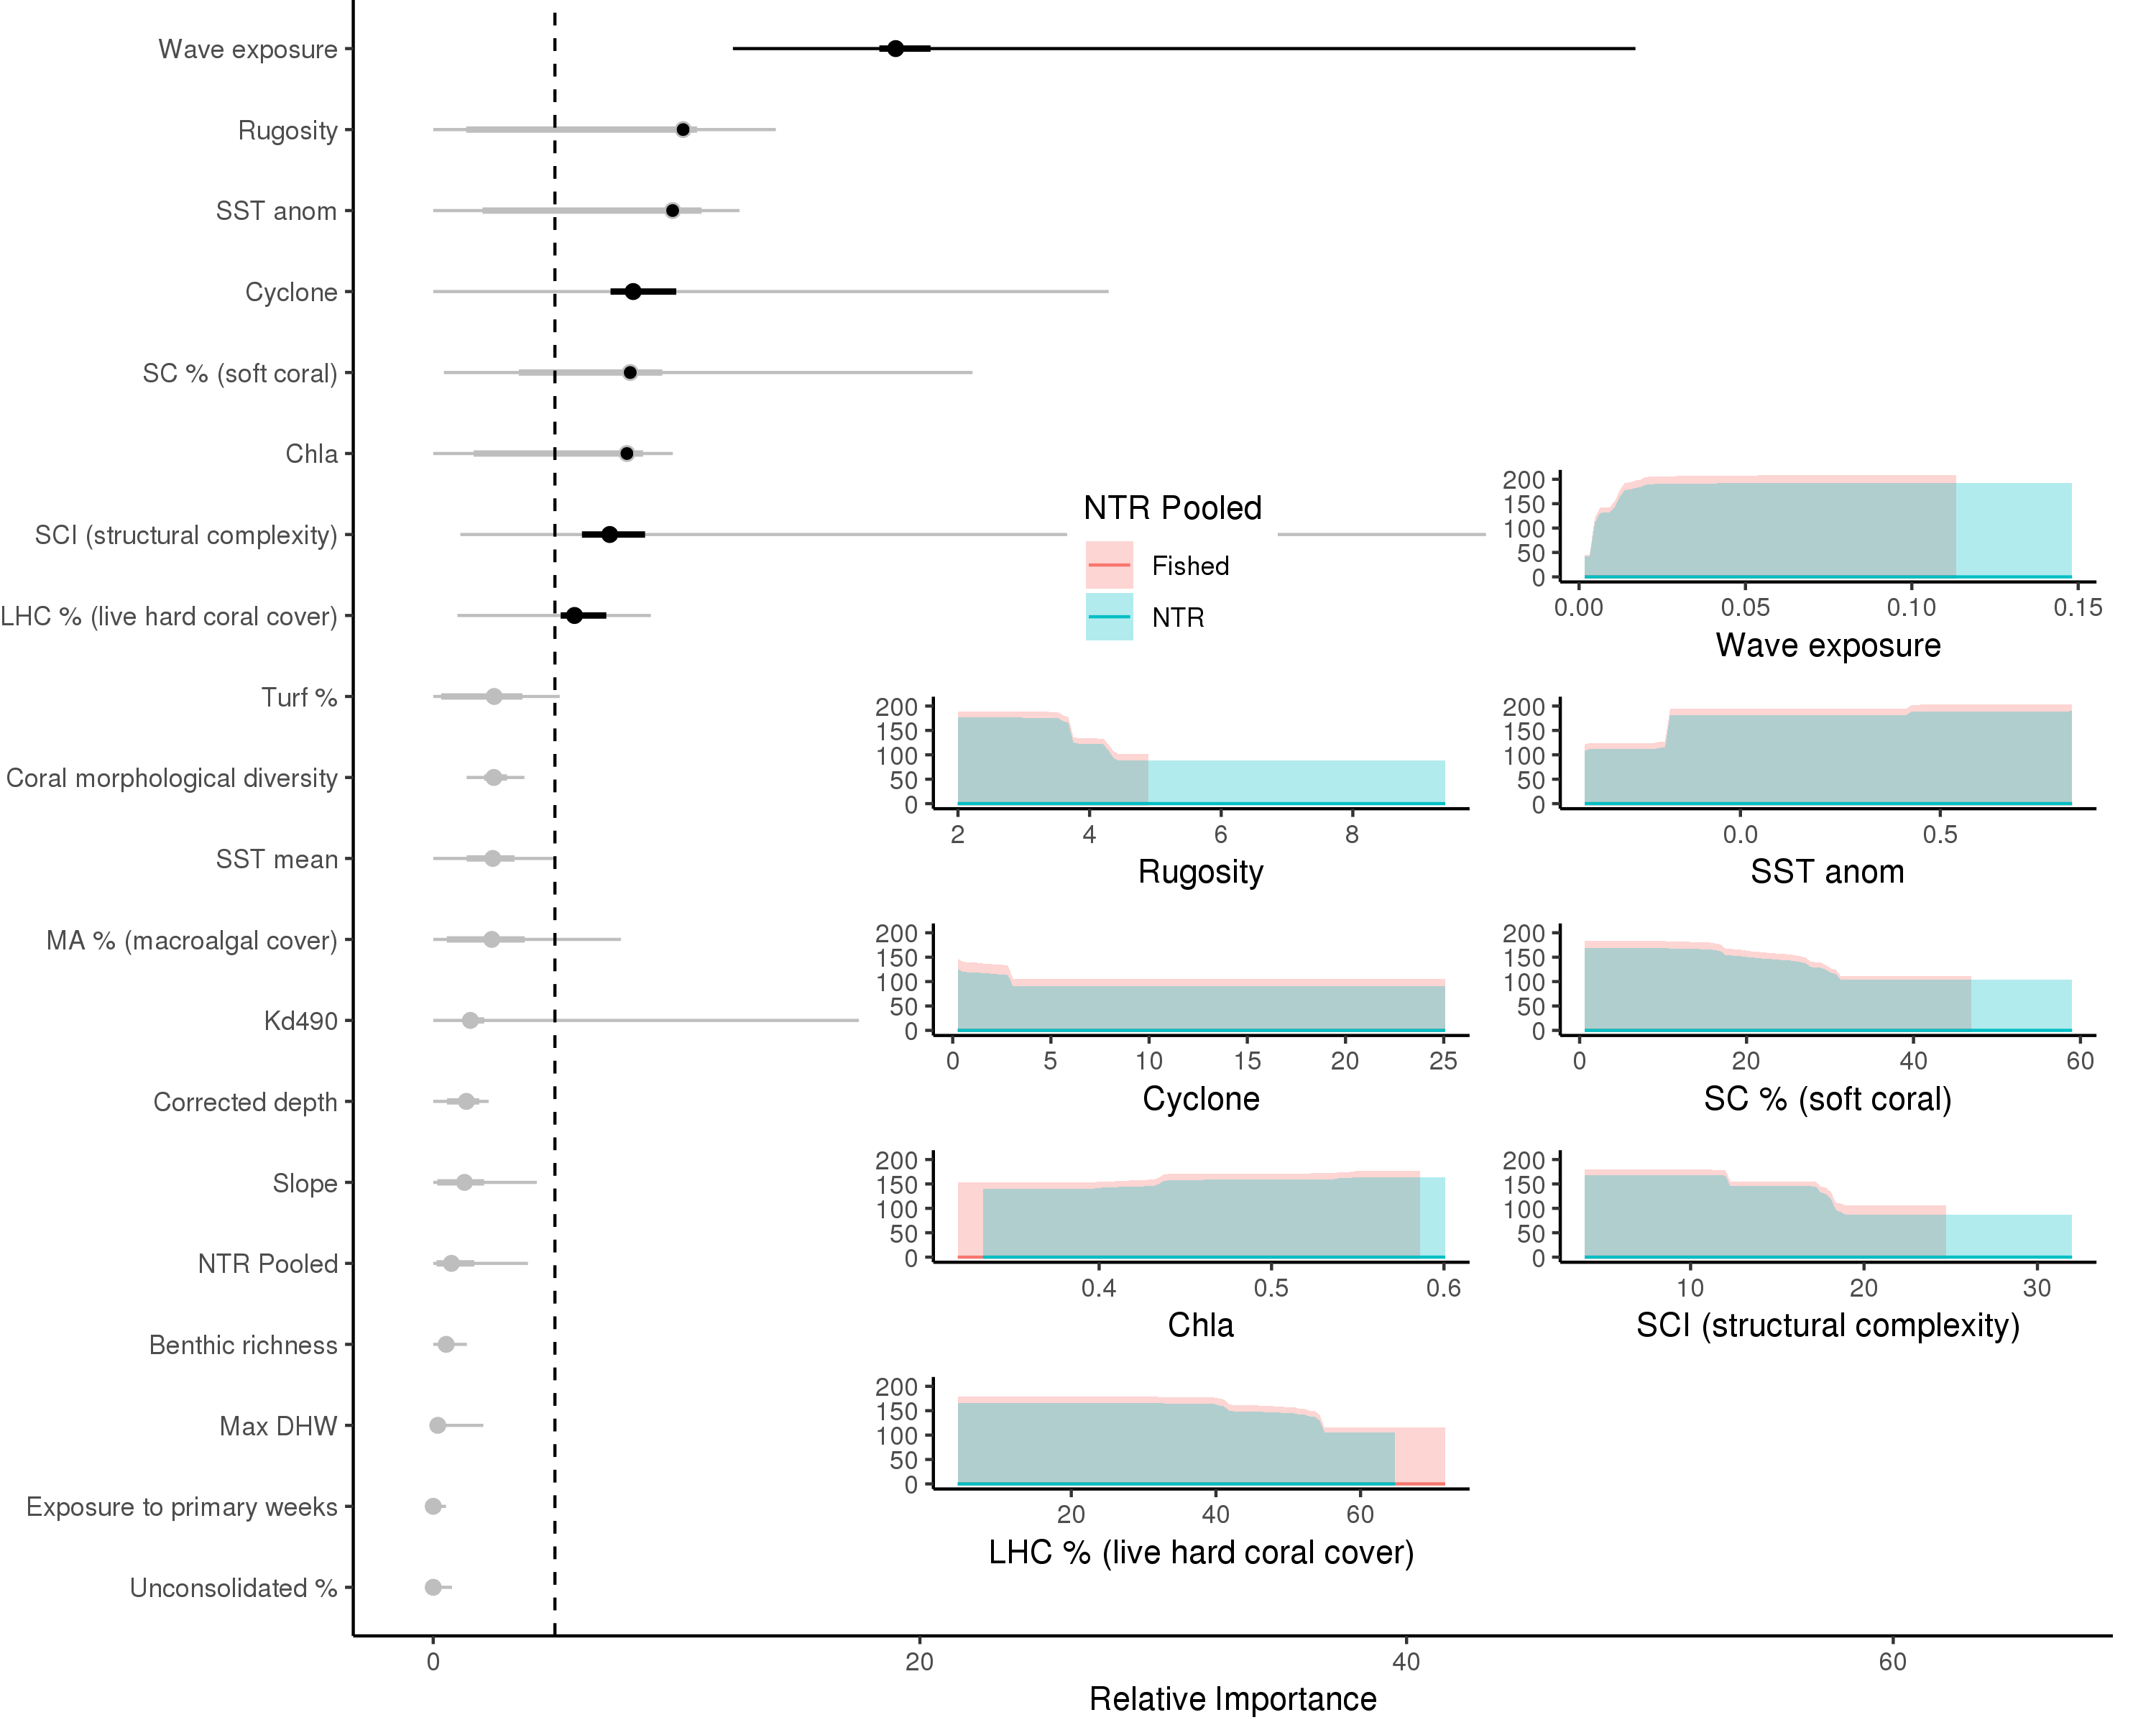 Wave exposure
Rugosity
SST anom
Cyclone
SC % (soft coral)
Chla
SCI (structural complexity)
LHC % (live hard coral cover)
Turf %
Coral morphological diversity
SST mean
MA % (macroalgal cover)
Kd490
Corrected depth
Slope
NTR Pooled
Benthic richness
Max DHW
Exposure to primary weeks
Unconsolidated %
0 20 40 60
Relative Importance
NTR Pooled
Fished
NTR
200
150
100
50
0
0.00 0.05 0.10 0.15
Wave exposure
200
150
100
50
0
2 4 6 8
Rugosity
200
150
100
50
0
0.0 0.5
SST anom
200
150
100
50
0
0 5 10 15 20 25
Cyclone
200
150
100
50
0
0 20 40 60
SC % (soft coral)
200
150
100
50
0
0.4 0.5 0.6
Chla
200
150
100
50
0
10 20 30
SCI (structural complexity)
200
150
100
50
0
20 40 60
LHC % (live hard coral cover)